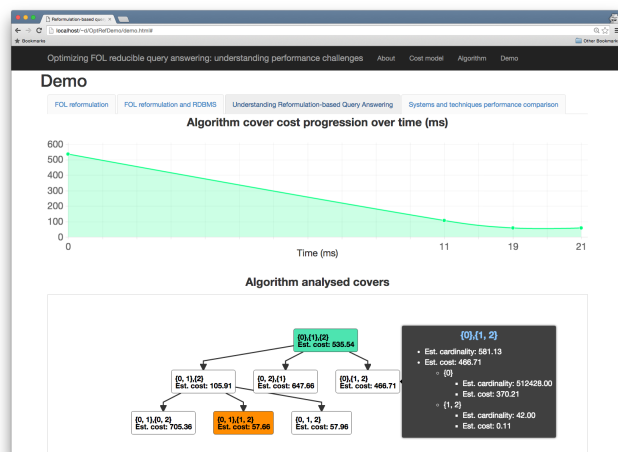 Reformulation-based quer
localhost/~d/OptRefDemo/demo.html#
Bookmarks
Other Bookmarks
Optimizing FOL reducible query answering: understanding performance challenges About Cost model Algorithm Demo
Demo
FOL reformulation FOL reformulation and RDBMS Understanding Reformulation-based Query Answering Systems and techniques performance comparison
Algorithm cover cost progression over time (ms)
600
500
400
300
200
100
0
0 11 19 21
Time (ms)
Algorithm analysed covers
{0},{1},{2}
Est. cost: 535.54
{0, 1},{2}
Est. cost: 105.91
{0, 2},{1}
Est. cost: 647.66
{0},{1, 2}
Est. cost: 466.71
{0, 1},{0, 2}
Est. cost: 705.36
{0, 1},{1, 2}
Est. cost: 57.66
{0, 1, 2}
Est. cost: 57.96
{0},{1, 2}
Est. cardinality: 581.13
Est. cost: 466.71
{0}
Est. cardinality: 512428.00
Est. cost: 370.21
{1, 2}
Est. cardinality: 42.00
Est. cost: 0.11